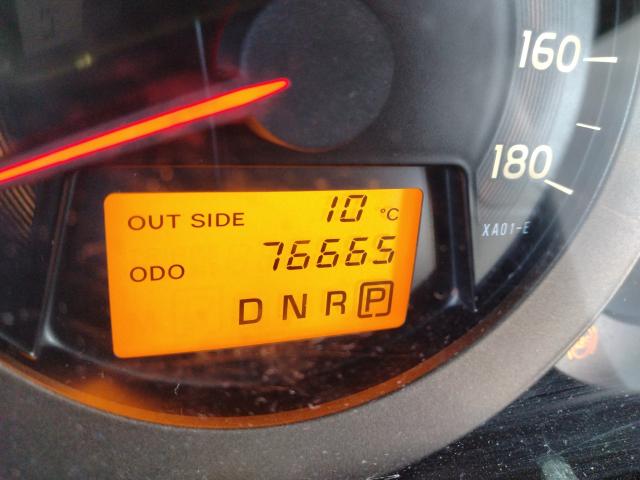 160
180
XA01-E
OUT SIDE 10 °C
ODO 76665
D N R P